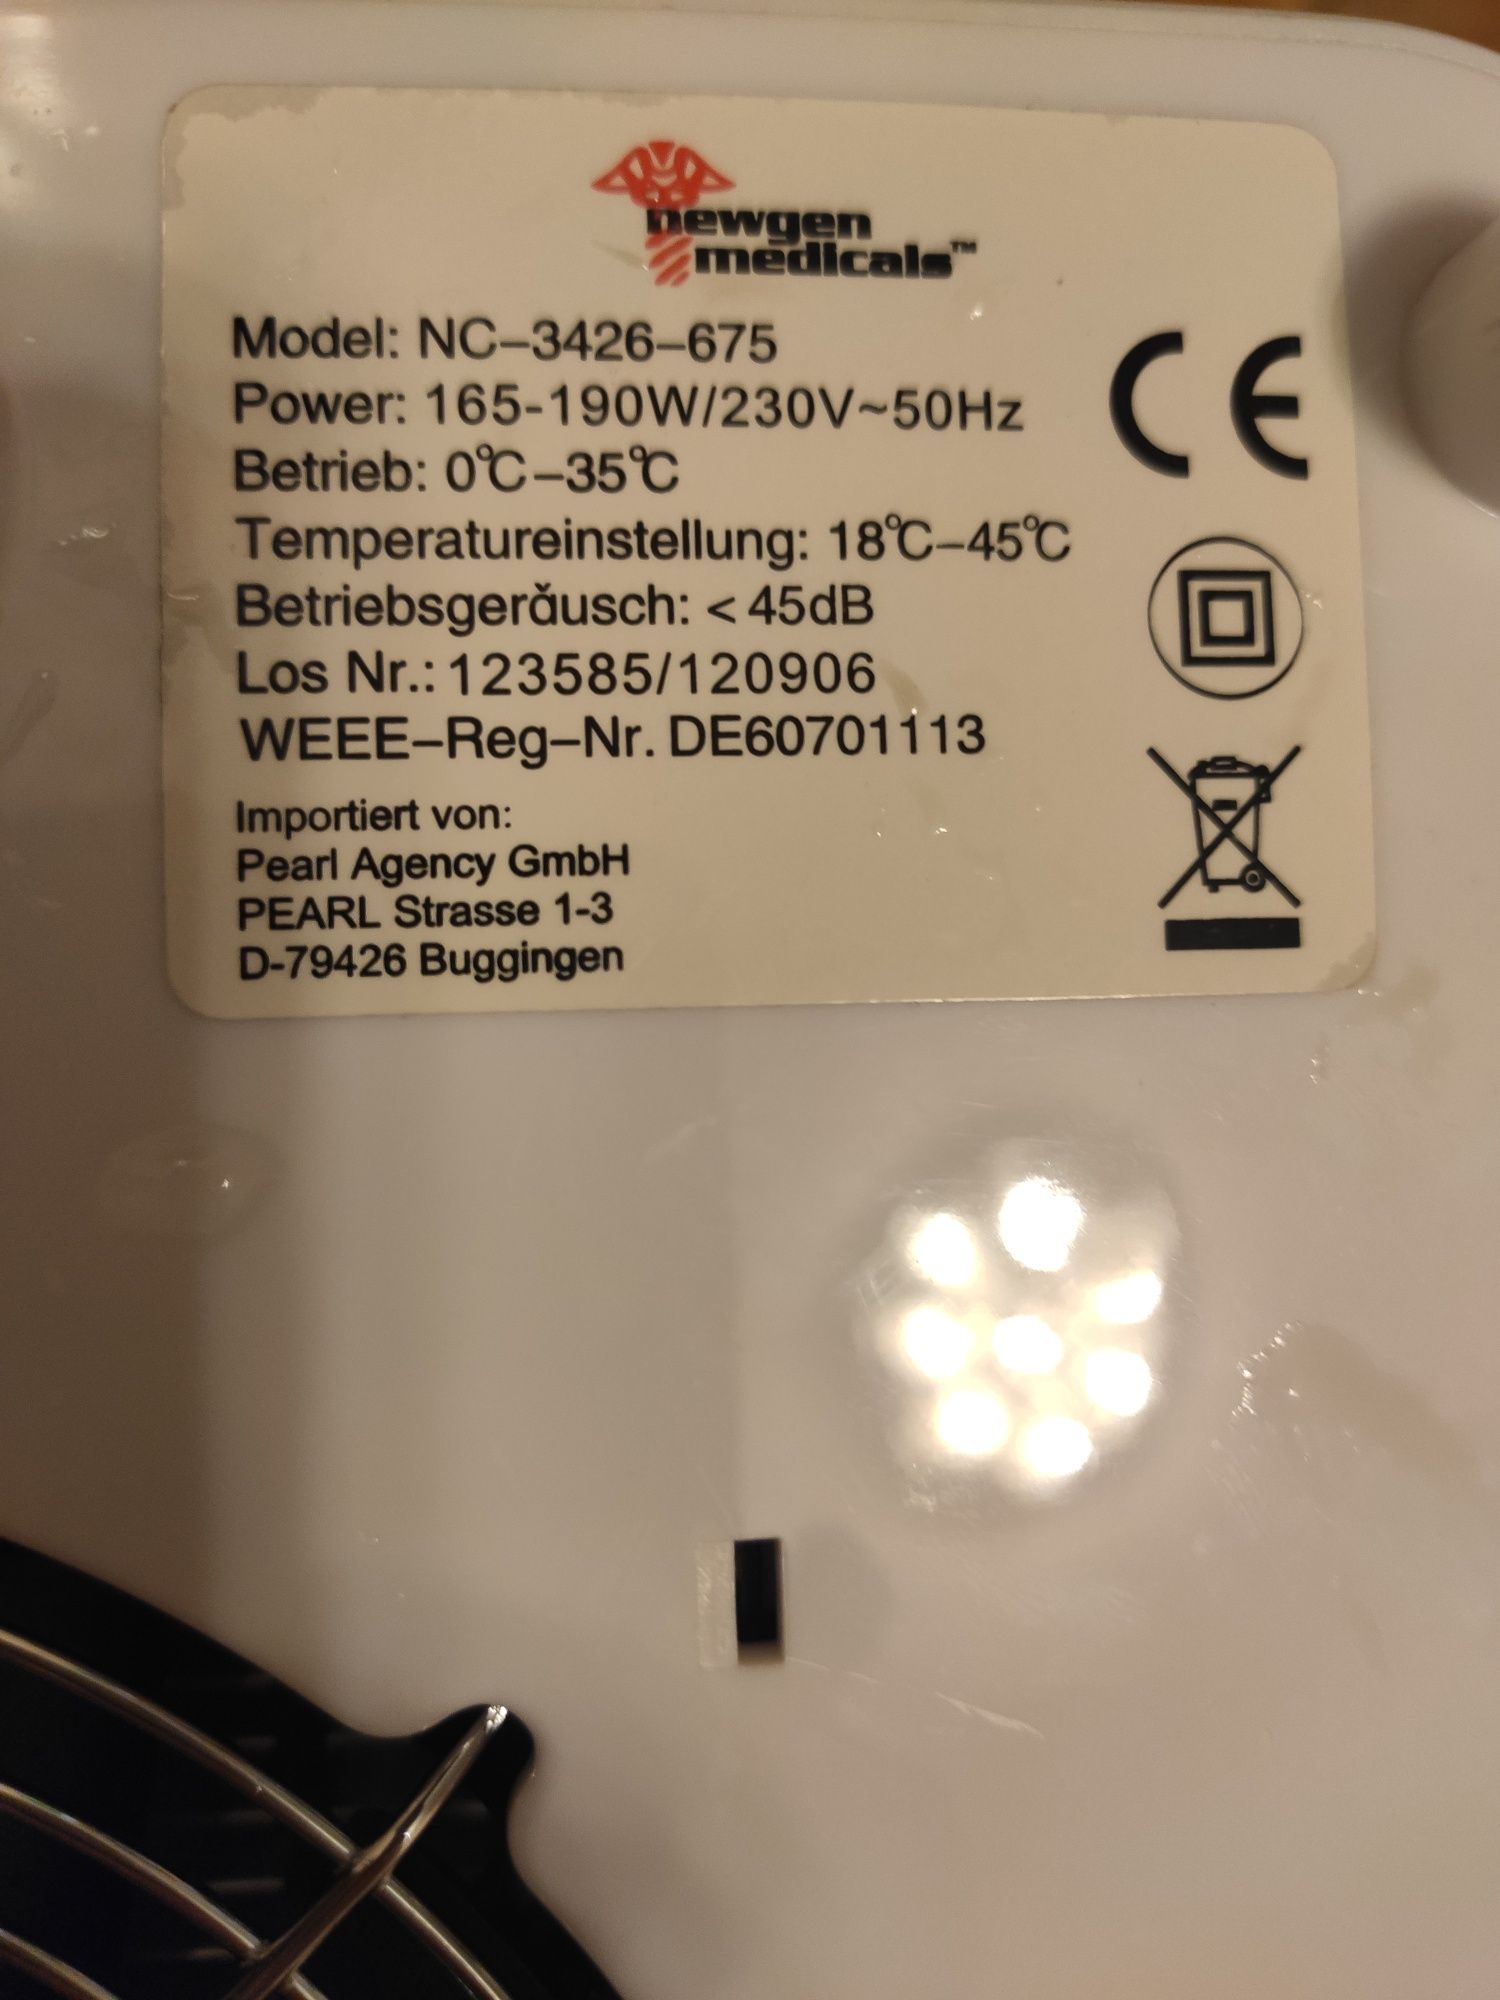 newgen
medicals™
Model: NC–3426–675
Power: 165-190W/230V~50Hz
Betrieb: 0℃–35℃
Temperatureinstellung: 18℃–45℃
Betriebsgerǎusch: < 45dB
Los Nr.: 123585/120906
WEEE–Reg–Nr. DE60701113
Importiert von:
Pearl Agency GmbH
PEARL Strasse 1-3
D-79426 Buggingen
CE